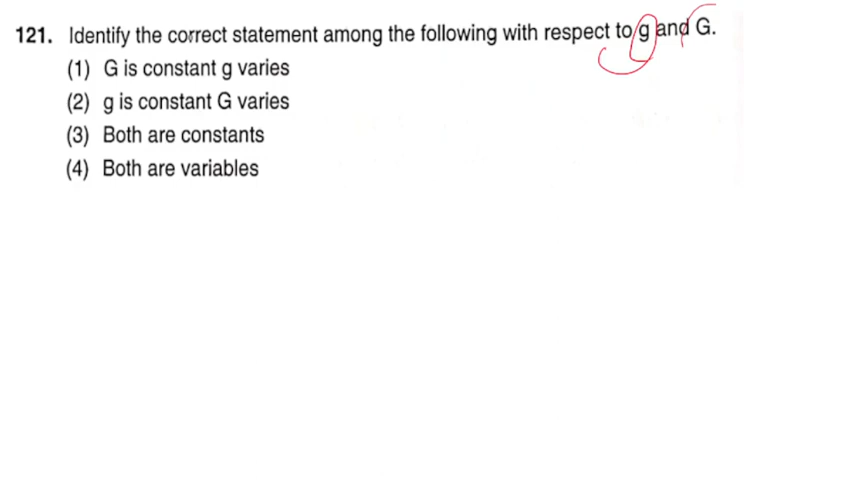 121. Identify the correct statement among the following with respect to g and G.
(1) G is constant g varies
(2) g is constant G varies
(3) Both are constants
(4) Both are variables